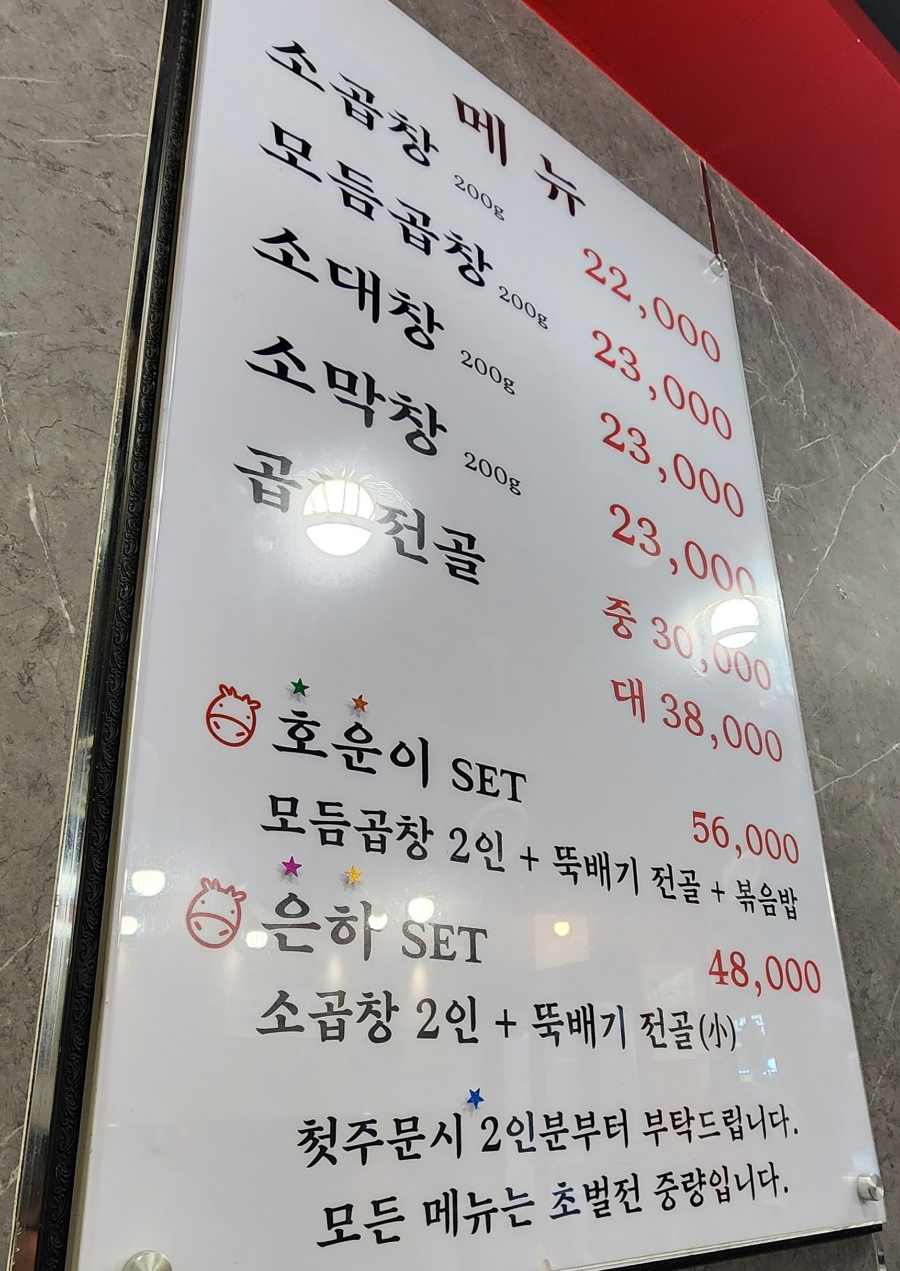 메뉴
소곱창 200g 22,000
모듬곱창 200g 23,000
소대창 200g 23,000
소막창 200g 23,000
전골 중 30,000
대 38,000
호운이 SET 56,000
모듬곱창 2인 + 뚝배기 전골 + 볶음밥
은하 SET 48,000
소곱창 2인 + 뚝배기 전골(小)
첫주문시 2인분부터 부탁드립니다.
모든 메뉴는 초벌전 중량입니다.